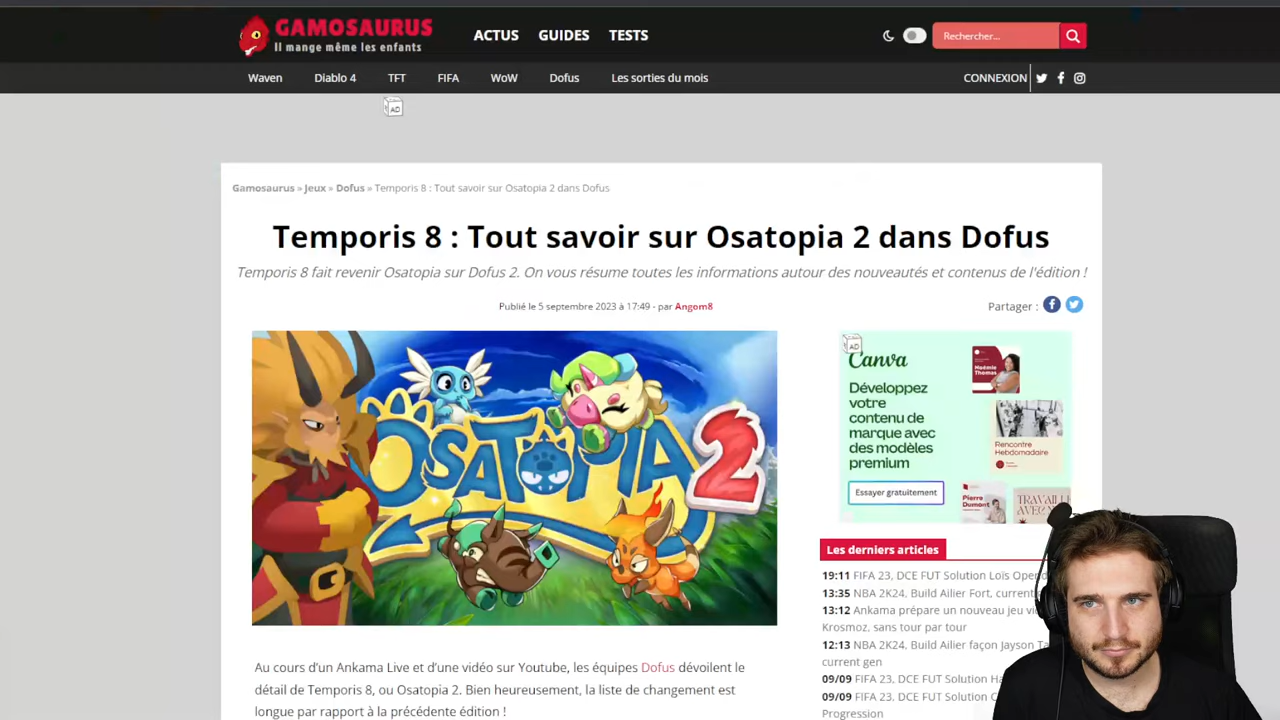 GAMOSAURUS
Il mange même les enfants
ACTUS GUIDES TESTS
Rechercher...
Waven Diablo 4 TFT FIFA WoW Dofus Les sorties du mois
CONNEXION
AD
Gamosaurus » Jeux » Dofus » Temporis 8 : Tout savoir sur Osatopia 2 dans Dofus
Temporis 8 : Tout savoir sur Osatopia 2 dans Dofus
Temporis 8 fait revenir Osatopia sur Dofus 2. On vous résume toutes les informations autour des nouveautés et contenus de l'édition !
Publié le 5 septembre 2023 à 17:49 - par Angom8
Partager :
OSATOPIA 2
AD
Canva
Développez
votre
contenu de
marque avec
des modèles
premium
Essayer gratuitement
Noémie
Thomas
Rencontre
Hebdomadaire
Pierre
Dumont
Les derniers articles
19:11 FIFA 23, DCE FUT Solution Loïs Opend
13:35 NBA 2K24, Build Ailier Fort, current
13:12 Ankama prépare un nouveau jeu vi
Krosmoz, sans tour par tour
12:13 NBA 2K24, Build Ailier façon Jayson Ta
current gen
09/09 FIFA 23, DCE FUT Solution Ha
09/09 FIFA 23, DCE FUT Solution C
Progression
Au cours d'un Ankama Live et d'une vidéo sur Youtube, les équipes Dofus dévoilent le
détail de Temporis 8, ou Osatopia 2. Bien heureusement, la liste de changement est
longue par rapport à la précédente édition !